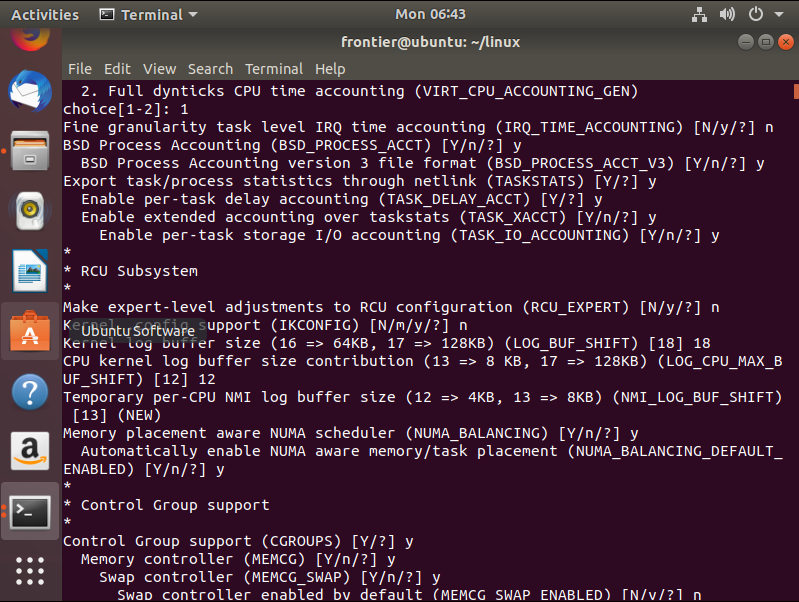 Activities Terminal Mon 06:43
frontier@ubuntu: ~/linux
File Edit View Search Terminal Help
2. Full dynticks CPU time accounting (VIRT_CPU_ACCOUNTING_GEN)
choice[1-2]: 1
Fine granularity task level IRQ time accounting (IRQ_TIME_ACCOUNTING) [N/y/?] n
BSD Process Accounting (BSD_PROCESS_ACCT) [Y/n/?] y
BSD Process Accounting version 3 file format (BSD_PROCESS_ACCT_V3) [Y/n/?] y
Export task/process statistics through netlink (TASKSTATS) [Y/?] y
Enable per-task delay accounting (TASK_DELAY_ACCT) [Y/?] y
Enable extended accounting over taskstats (TASK_XACCT) [Y/n/?] y
Enable per-task storage I/O accounting (TASK_IO_ACCOUNTING) [Y/n/?] y
*
* RCU Subsystem
*
Make expert-level adjustments to RCU configuration (RCU_EXPERT) [N/y/?] n
Kernel .config support (IKCONFIG) [N/m/y/?] n
Ubuntu Software
Kernel log buffer size (16 => 64KB, 17 => 128KB) (LOG_BUF_SHIFT) [18] 18
CPU kernel log buffer size contribution (13 => 8 KB, 17 => 128KB) (LOG_CPU_MAX_B
UF_SHIFT) [12] 12
Temporary per-CPU NMI log buffer size (12 => 4KB, 13 => 8KB) (NMI_LOG_BUF_SHIFT)
[13] (NEW)
Memory placement aware NUMA scheduler (NUMA_BALANCING) [Y/n/?] y
Automatically enable NUMA aware memory/task placement (NUMA_BALANCING_DEFAULT_
ENABLED) [Y/n/?] y
*
* Control Group support
*
Control Group support (CGROUPS) [Y/?] y
Memory controller (MEMCG) [Y/n/?] y
Swap controller (MEMCG_SWAP) [Y/n/?] y
Swap controller enabled by default (MEMCG_SWAP_ENABLED) [N/y/?] n